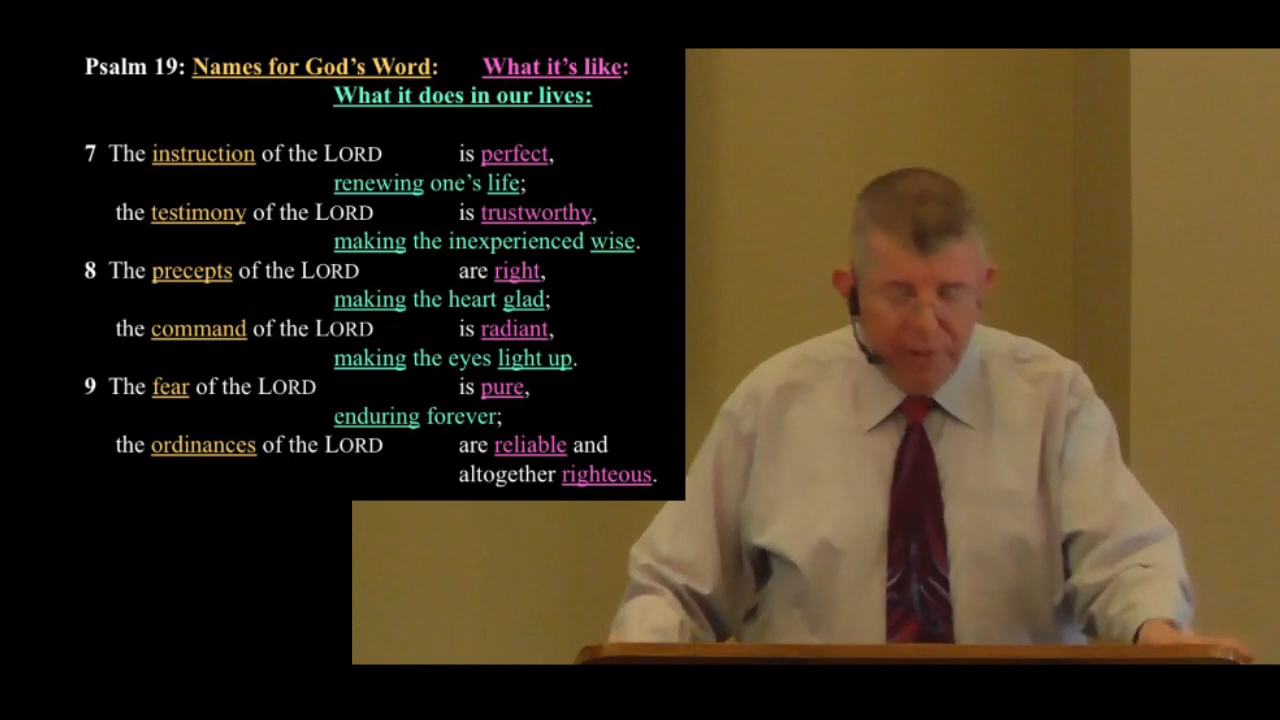 Psalm 19: Names for God’s Word: What it’s like:
What it does in our lives:
7 The instruction of the LORD is perfect,
renewing one’s life;
the testimony of the LORD is trustworthy,
making the inexperienced wise.
8 The precepts of the LORD are right,
making the heart glad;
the command of the LORD is radiant,
making the eyes light up.
9 The fear of the LORD is pure,
enduring forever;
the ordinances of the LORD are reliable and
altogether righteous.